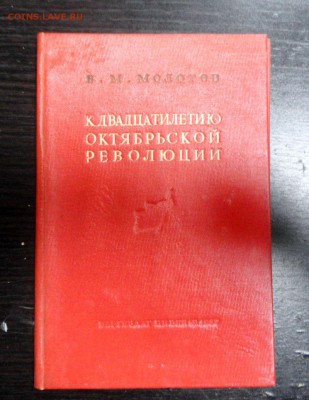 COINS.LAVE.RU
В. М. МОЛОТОВ
К ДВАДЦАТИЛЕТИЮ
ОКТЯБРЬСКОЙ
РЕВОЛЮЦИИ